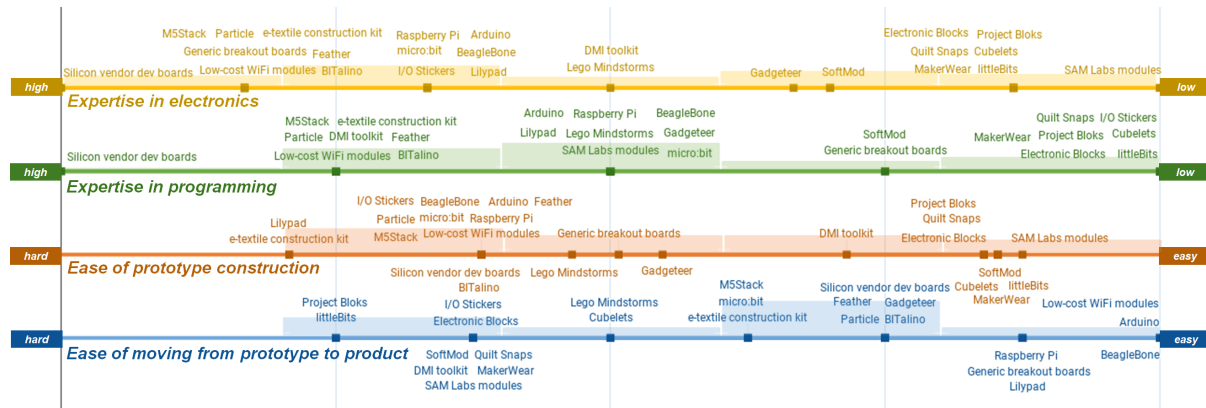 M5Stack Particle e-textile construction kit Raspberry Pi Arduino Electronic Blocks Project Bloks
Generic breakout boards Feather micro:bit BeagleBone DMI toolkit Quilt Snaps Cubelets
Silicon vendor dev boards Low-cost WiFi modules BITalino I/O Stickers Lilypad Lego Mindstorms Gadgeteer SoftMod MakerWear littleBits SAM Labs modules
high low
Expertise in electronics
Arduino Raspberry Pi BeagleBone Quilt Snaps I/O Stickers
M5Stack e-textile construction kit
Particle DMI toolkit Feather Lilypad Lego Mindstorms Gadgeteer SoftMod MakerWear Project Bloks Cubelets
Silicon vendor dev boards Low-cost WiFi modules BITalino SAM Labs modules micro:bit Generic breakout boards Electronic Blocks littleBits
high low
Expertise in programming
I/O Stickers BeagleBone Arduino Feather Project Bloks
Lilypad Particle micro:bit Raspberry Pi Quilt Snaps
e-textile construction kit M5Stack Low-cost WiFi modules Generic breakout boards DMI toolkit Electronic Blocks SAM Labs modules
hard easy
Ease of prototype construction
Silicon vendor dev boards Lego Mindstorms Gadgeteer SoftMod
BITalino Cubelets littleBits
MakerWear
M5Stack Silicon vendor dev boards
Project Bloks I/O Stickers Lego Mindstorms micro:bit Feather Gadgeteer Low-cost WiFi modules
littleBits Electronic Blocks Cubelets e-textile construction kit Particle BITalino Arduino
hard easy
Ease of moving from prototype to product
SoftMod Quilt Snaps Raspberry Pi BeagleBone
DMI toolkit MakerWear Generic breakout boards
SAM Labs modules Lilypad